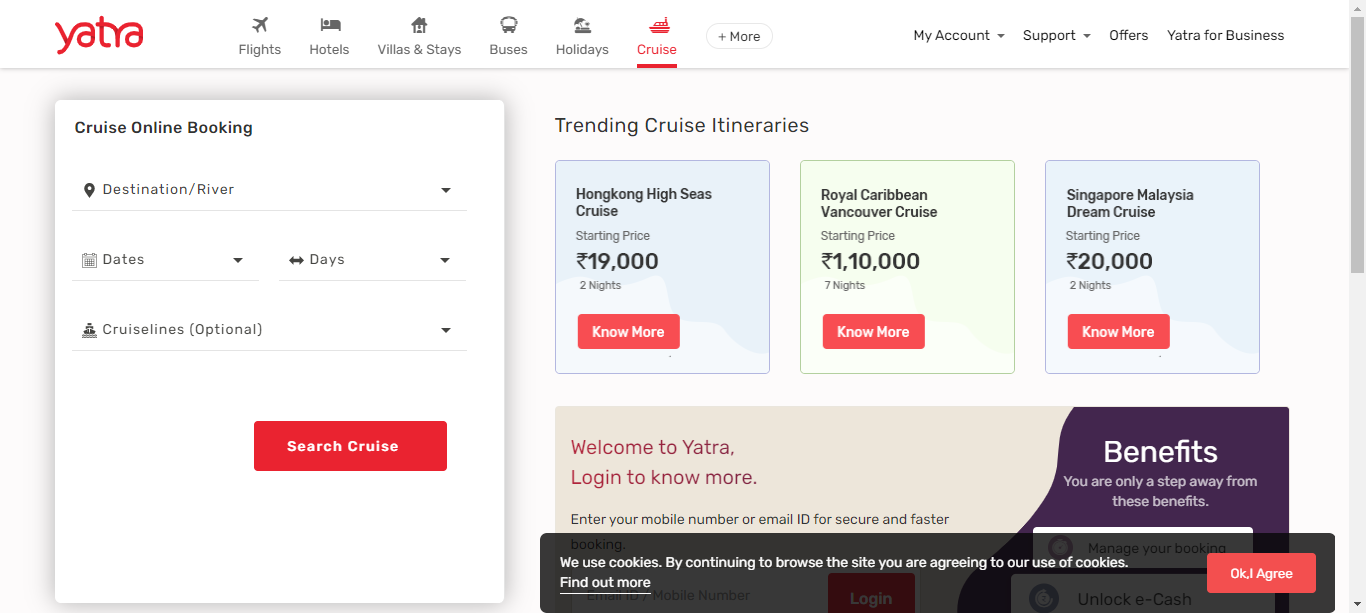 yatra
Flights
Hotels
Villas & Stays
Buses
Holidays
Cruise
+ More
My Account
Support
Offers
Yatra for Business
Cruise Online Booking
Destination/River
Dates
Days
Cruiselines (Optional)
Search Cruise
Trending Cruise Itineraries
Hongkong High Seas
Cruise
Starting Price
₹19,000
2 Nights
Know More
Royal Caribbean
Vancouver Cruise
Starting Price
₹1,10,000
7 Nights
Know More
Singapore Malaysia
Dream Cruise
Starting Price
₹20,000
2 Nights
Know More
Welcome to Yatra,
Login to know more.
Enter your mobile number or email ID for secure and faster
booking.
Email ID / Mobile Number
Login
Benefits
You are only a step away from
these benefits.
Manage your booking
Unlock e-Cash
We use cookies. By continuing to browse the site you are agreeing to our use of cookies.
Find out more
Ok,I Agree